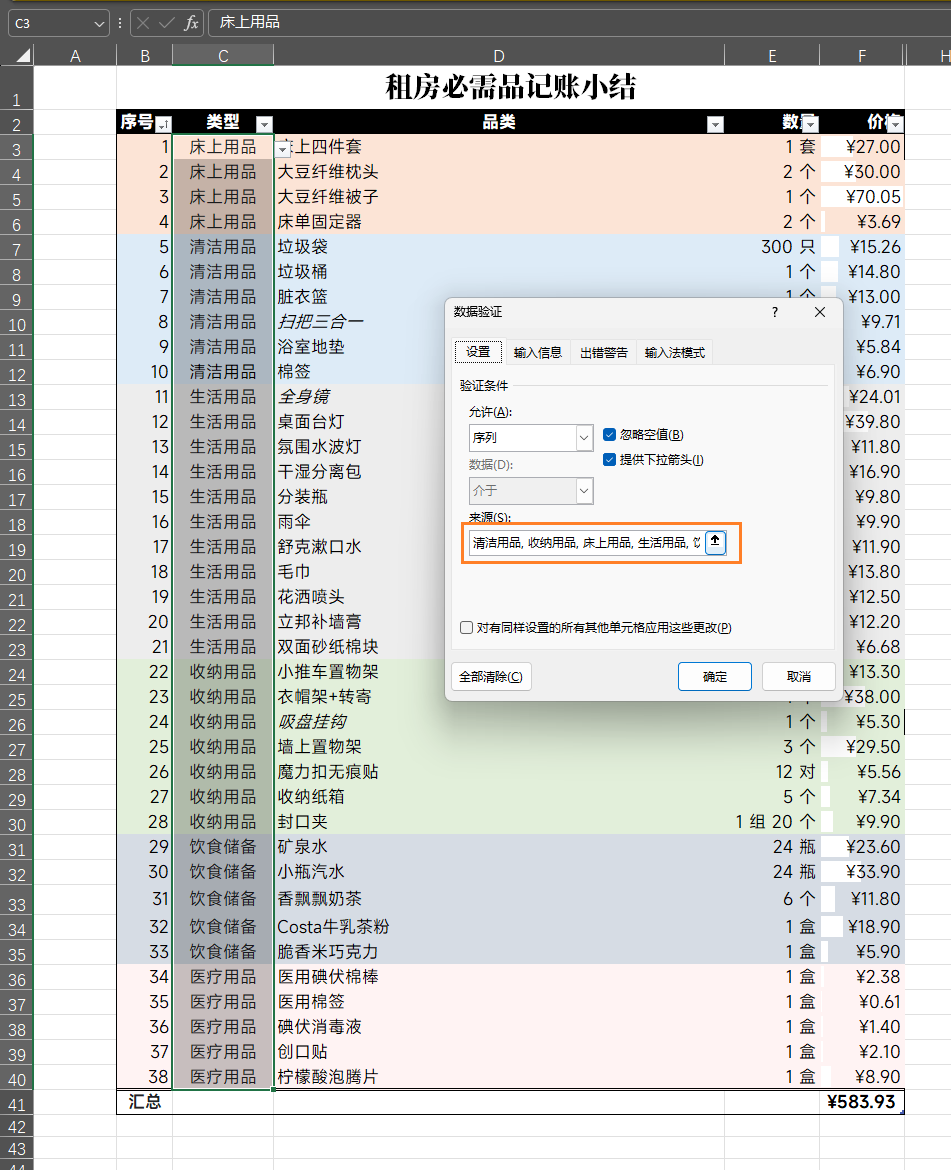 C3 fx 床上用品
A B C D E F H
1 租房必需品记账小结
2 序号 类型 品类
3 1 床上用品 上四件套 1 套 ¥27.00
4 2 床上用品 大豆纤维枕头 2 个 ¥30.00
5 3 床上用品 大豆纤维被子 1 个 ¥70.05
6 4 床上用品 床单固定器 2 个 ¥3.69
7 5 清洁用品 垃圾袋 300 只 ¥15.26
8 6 清洁用品 垃圾桶 1 个 ¥14.80
9 7 清洁用品 脏衣篮 1 个 ¥13.00
10 8 清洁用品 扫把三合一 ¥9.71
11 9 清洁用品 浴室地垫 ¥5.84
12 10 清洁用品 棉签 ¥6.90
13 11 生活用品 全身镜 ¥24.01
14 12 生活用品 桌面台灯 ¥39.80
15 13 生活用品 氛围水波灯 ¥11.80
16 14 生活用品 干湿分离包 ¥16.90
17 15 生活用品 分装瓶 ¥9.80
18 16 生活用品 雨伞 ¥9.90
19 17 生活用品 舒克漱口水 ¥11.90
20 18 生活用品 毛巾 ¥13.80
21 19 生活用品 花洒喷头 ¥12.50
22 20 生活用品 立邦补墙膏 ¥12.20
23 21 生活用品 双面砂纸棉块 ¥6.68
24 22 收纳用品 小推车置物架 ¥13.30
25 23 收纳用品 衣帽架+转寄 ¥38.00
26 24 收纳用品 吸盘挂钩 1 个 ¥5.30
27 25 收纳用品 墙上置物架 3 个 ¥29.50
28 26 收纳用品 魔力扣无痕贴 12 对 ¥5.56
29 27 收纳用品 收纳纸箱 5 个 ¥7.34
30 28 收纳用品 封口夹 1 组 20 个 ¥9.90
31 29 饮食储备 矿泉水 24 瓶 ¥23.60
32 30 饮食储备 小瓶汽水 24 瓶 ¥33.90
33 31 饮食储备 香飘飘奶茶 6 个 ¥11.80
34 32 饮食储备 Costa牛乳茶粉 1 盒 ¥18.90
35 33 饮食储备 脆香米巧克力 1 盒 ¥5.90
36 34 医疗用品 医用碘伏棉棒 1 盒 ¥2.38
37 35 医疗用品 医用棉签 1 盒 ¥0.61
38 36 医疗用品 碘伏消毒液 1 盒 ¥1.40
39 37 医疗用品 创口贴 1 盒 ¥2.10
40 38 医疗用品 柠檬酸泡腾片 1 盒 ¥8.90
41 汇总 ¥583.93
42
43
数据验证 ?
设置 输入信息 出错警告 输入法模式
验证条件
允许(A):
序列 忽略空值(B)
数据(D): 提供下拉箭头(I)
介于
来源(S):
清洁用品, 收纳用品, 床上用品, 生活用品,
对有同样设置的所有其他单元格应用这些更改(P)
全部清除(C) 确定 取消